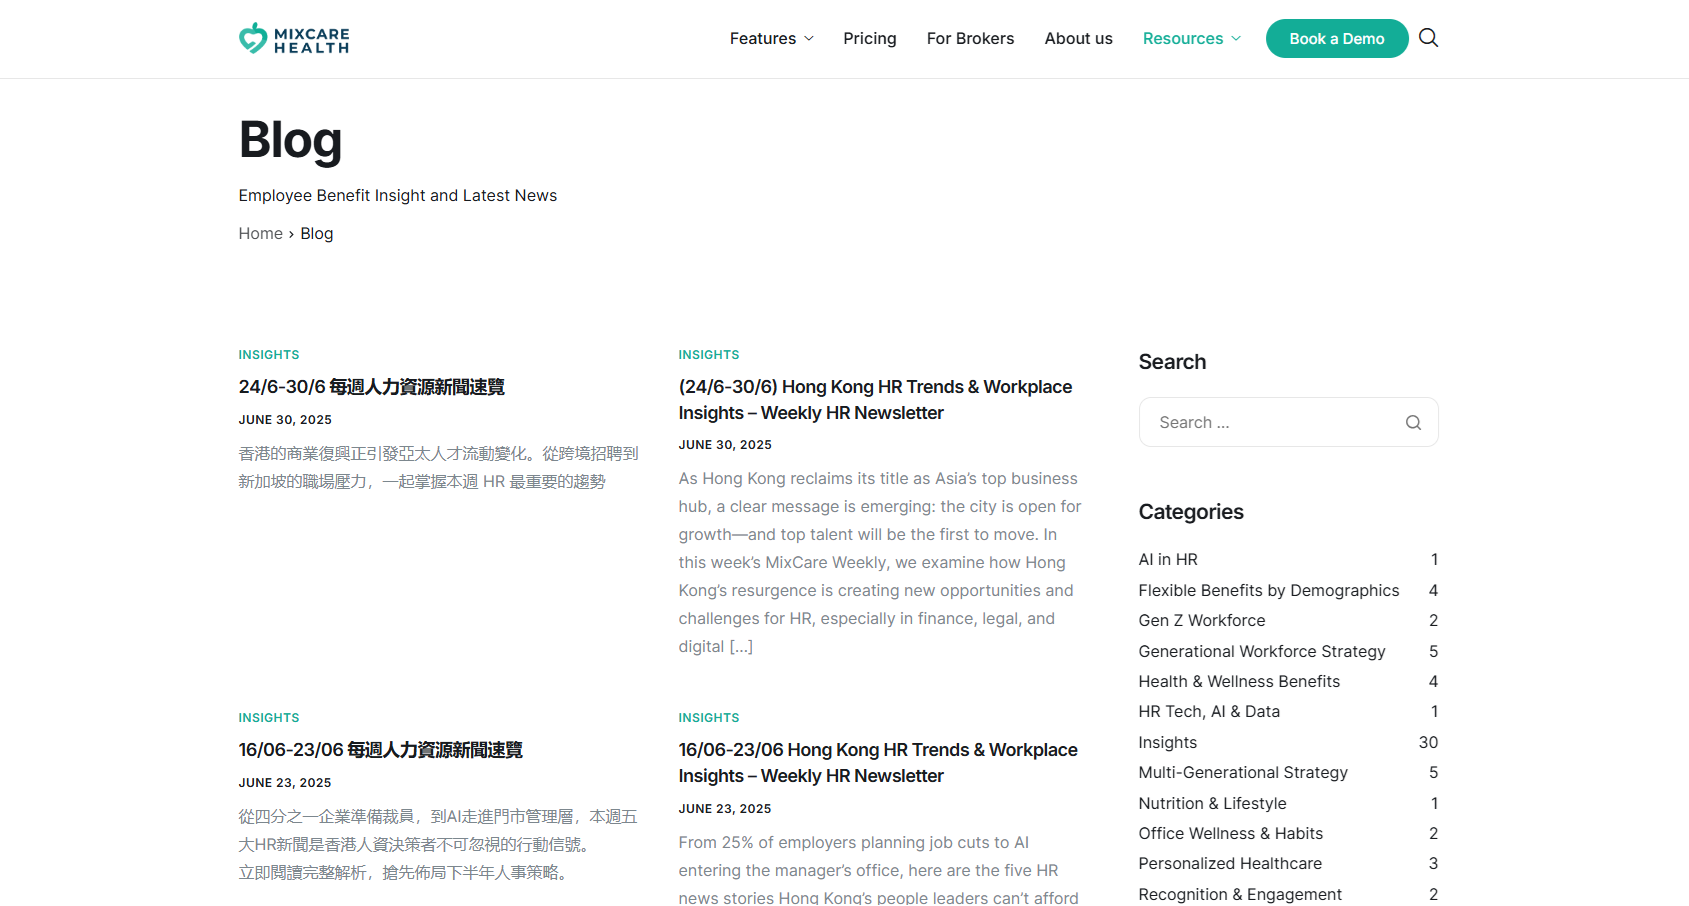 MIXCARE
HEALTH
Features
Pricing
For Brokers
About us
Resources
Book a Demo
Blog
Employee Benefit Insight and Latest News
Home › Blog
INSIGHTS
24/6-30/6 每週人力資源新聞速覽
JUNE 30, 2025
香港的商業復興正引發亞太人才流動變化。從跨境招聘到
新加坡的職場壓力，一起掌握本週 HR 最重要的趨勢
INSIGHTS
(24/6-30/6) Hong Kong HR Trends & Workplace
Insights – Weekly HR Newsletter
JUNE 30, 2025
As Hong Kong reclaims its title as Asia’s top business
hub, a clear message is emerging: the city is open for
growth—and top talent will be the first to move. In
this week’s MixCare Weekly, we examine how Hong
Kong’s resurgence is creating new opportunities and
challenges for HR, especially in finance, legal, and
digital […]
INSIGHTS
16/06-23/06 每週人力資源新聞速覽
JUNE 23, 2025
從四分之一企業準備裁員，到AI走進門市管理層，本週五
大HR新聞是香港人資決策者不可忽視的行動信號。
立即閱讀完整解析，搶先佈局下半年人事策略。
INSIGHTS
16/06-23/06 Hong Kong HR Trends & Workplace
Insights – Weekly HR Newsletter
JUNE 23, 2025
From 25% of employers planning job cuts to AI
entering the manager’s office, here are the five HR
news stories Hong Kong’s people leaders can’t afford
Search
Search ...
Categories
AI in HR 1
Flexible Benefits by Demographics 4
Gen Z Workforce 2
Generational Workforce Strategy 5
Health & Wellness Benefits 4
HR Tech, AI & Data 1
Insights 30
Multi-Generational Strategy 5
Nutrition & Lifestyle 1
Office Wellness & Habits 2
Personalized Healthcare 3
Recognition & Engagement 2